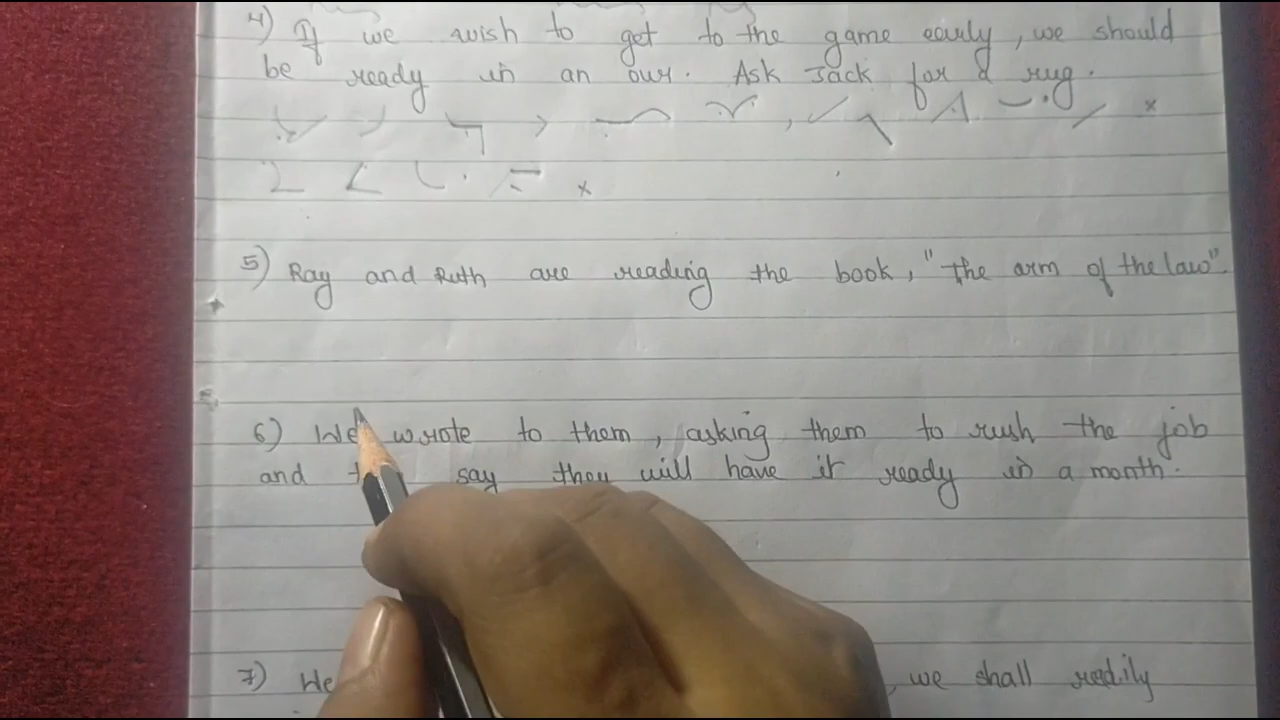 4) If we wish to get to the game early, we should
be ready in an our. Ask Jack for a rug.
5) Ray and Ruth are reading the book, "the arm of the law".
6) We wrote to them, asking them to rush the job
and say they will have it ready in a month.
7) He , we shall readily